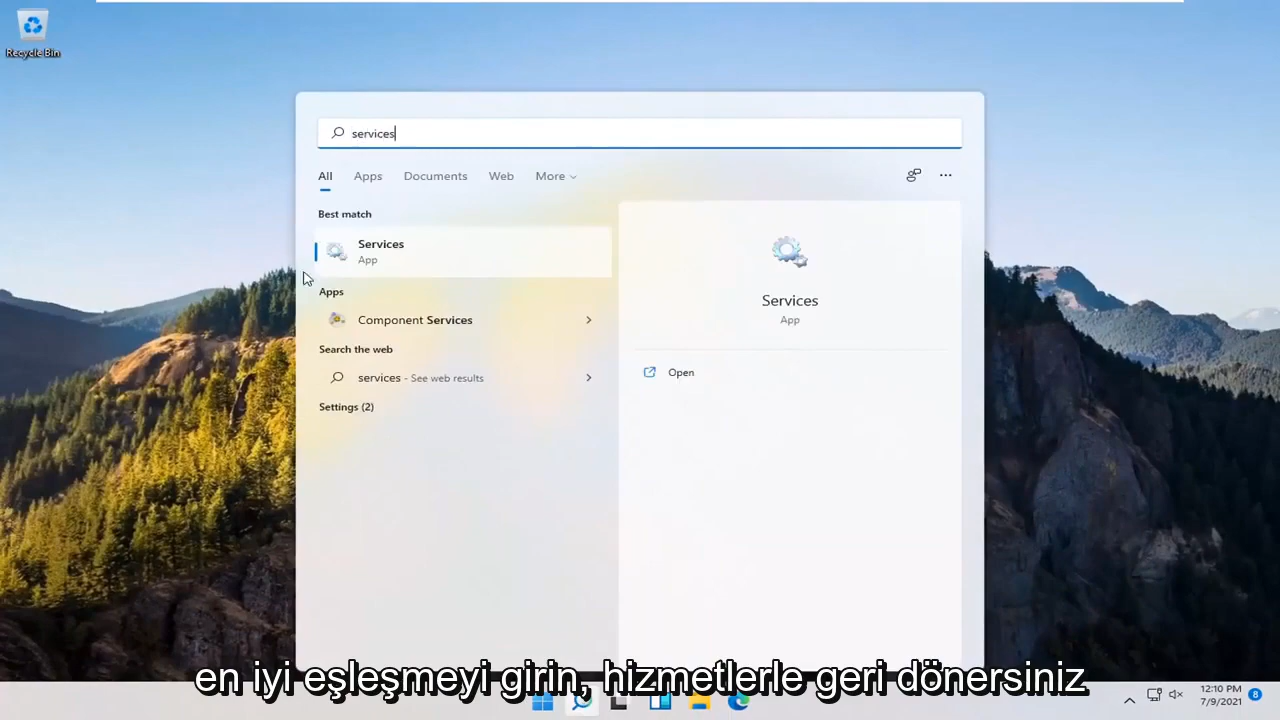 Recycle Bin
services
All Apps Documents Web More
Best match
Services
App
Apps
Component Services
Search the web
services - See web results
Settings (2)
Services
App
Open
en iyi eşleşmeyi girin, hizmetlerle geri dönersiniz
12:10 PM
7/9/2021
8